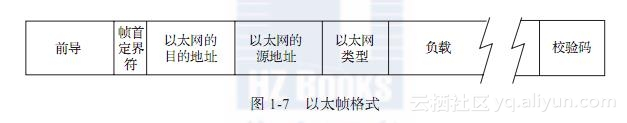 前导
帧首
定界
符
以太网的
目的地址
以太网的
源地址
以太网
类型
负载
校验码
HZ Books
图 1-7 以太帧格式
云栖社区 yq.aliyun.com